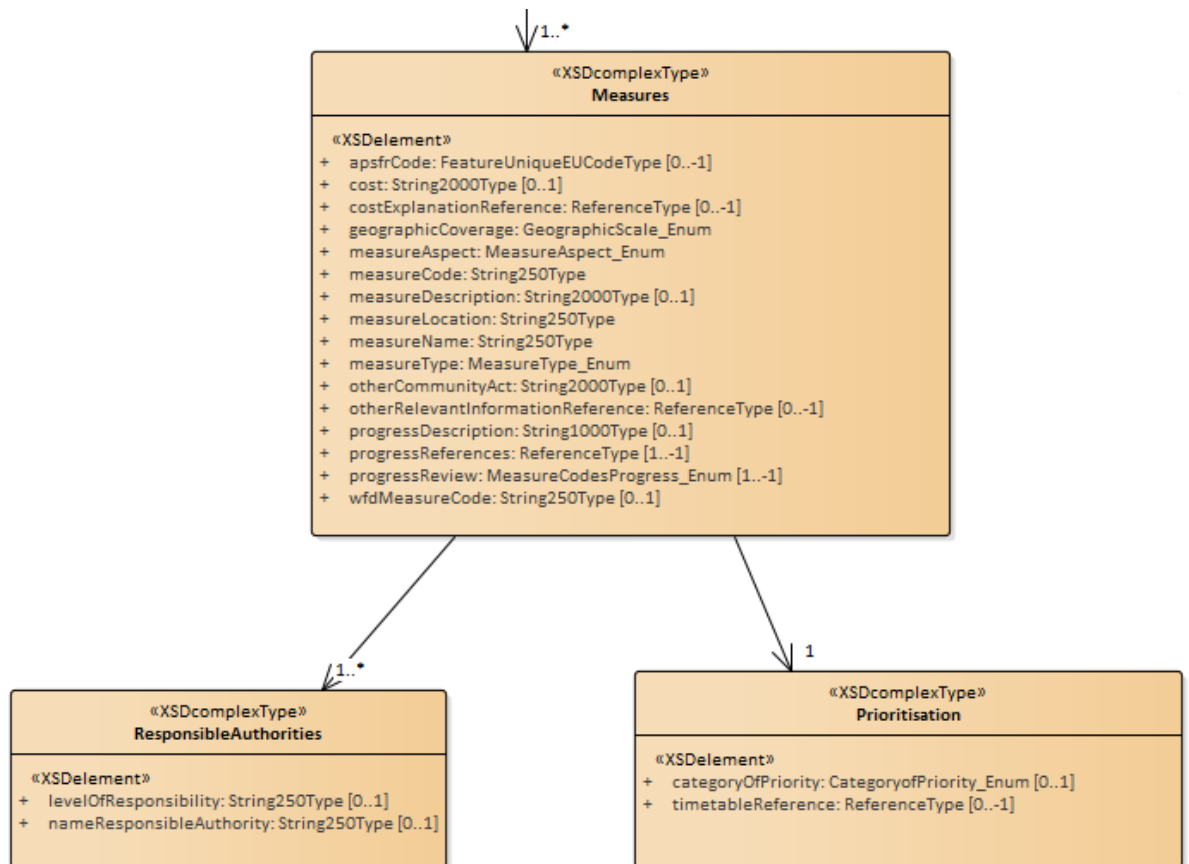 1..*
«XSDcomplexType»
Measures
«XSDelement»
+ apsfrCode: FeatureUniqueEUCodeType [0..-1]
+ cost: String2000Type [0..1]
+ costExplanationReference: ReferenceType [0..-1]
+ geographicCoverage: GeographicScale_Enum
+ measureAspect: MeasureAspect_Enum
+ measureCode: String250Type
+ measureDescription: String2000Type [0..1]
+ measureLocation: String250Type
+ measureName: String250Type
+ measureType: MeasureType_Enum
+ otherCommunityAct: String2000Type [0..1]
+ otherRelevantInformationReference: ReferenceType [0..-1]
+ progressDescription: String1000Type [0..1]
+ progressReferences: ReferenceType [1..-1]
+ progressReview: MeasureCodesProgress_Enum [1..-1]
+ wfdMeasureCode: String250Type [0..1]
1..*
«XSDcomplexType»
ResponsibleAuthorities
«XSDelement»
+ levelOfResponsibility: String250Type [0..1]
+ nameResponsibleAuthority: String250Type [0..1]
1
«XSDcomplexType»
Prioritisation
«XSDelement»
+ categoryOfPriority: CategoryofPriority_Enum [0..1]
+ timetableReference: ReferenceType [0..-1]